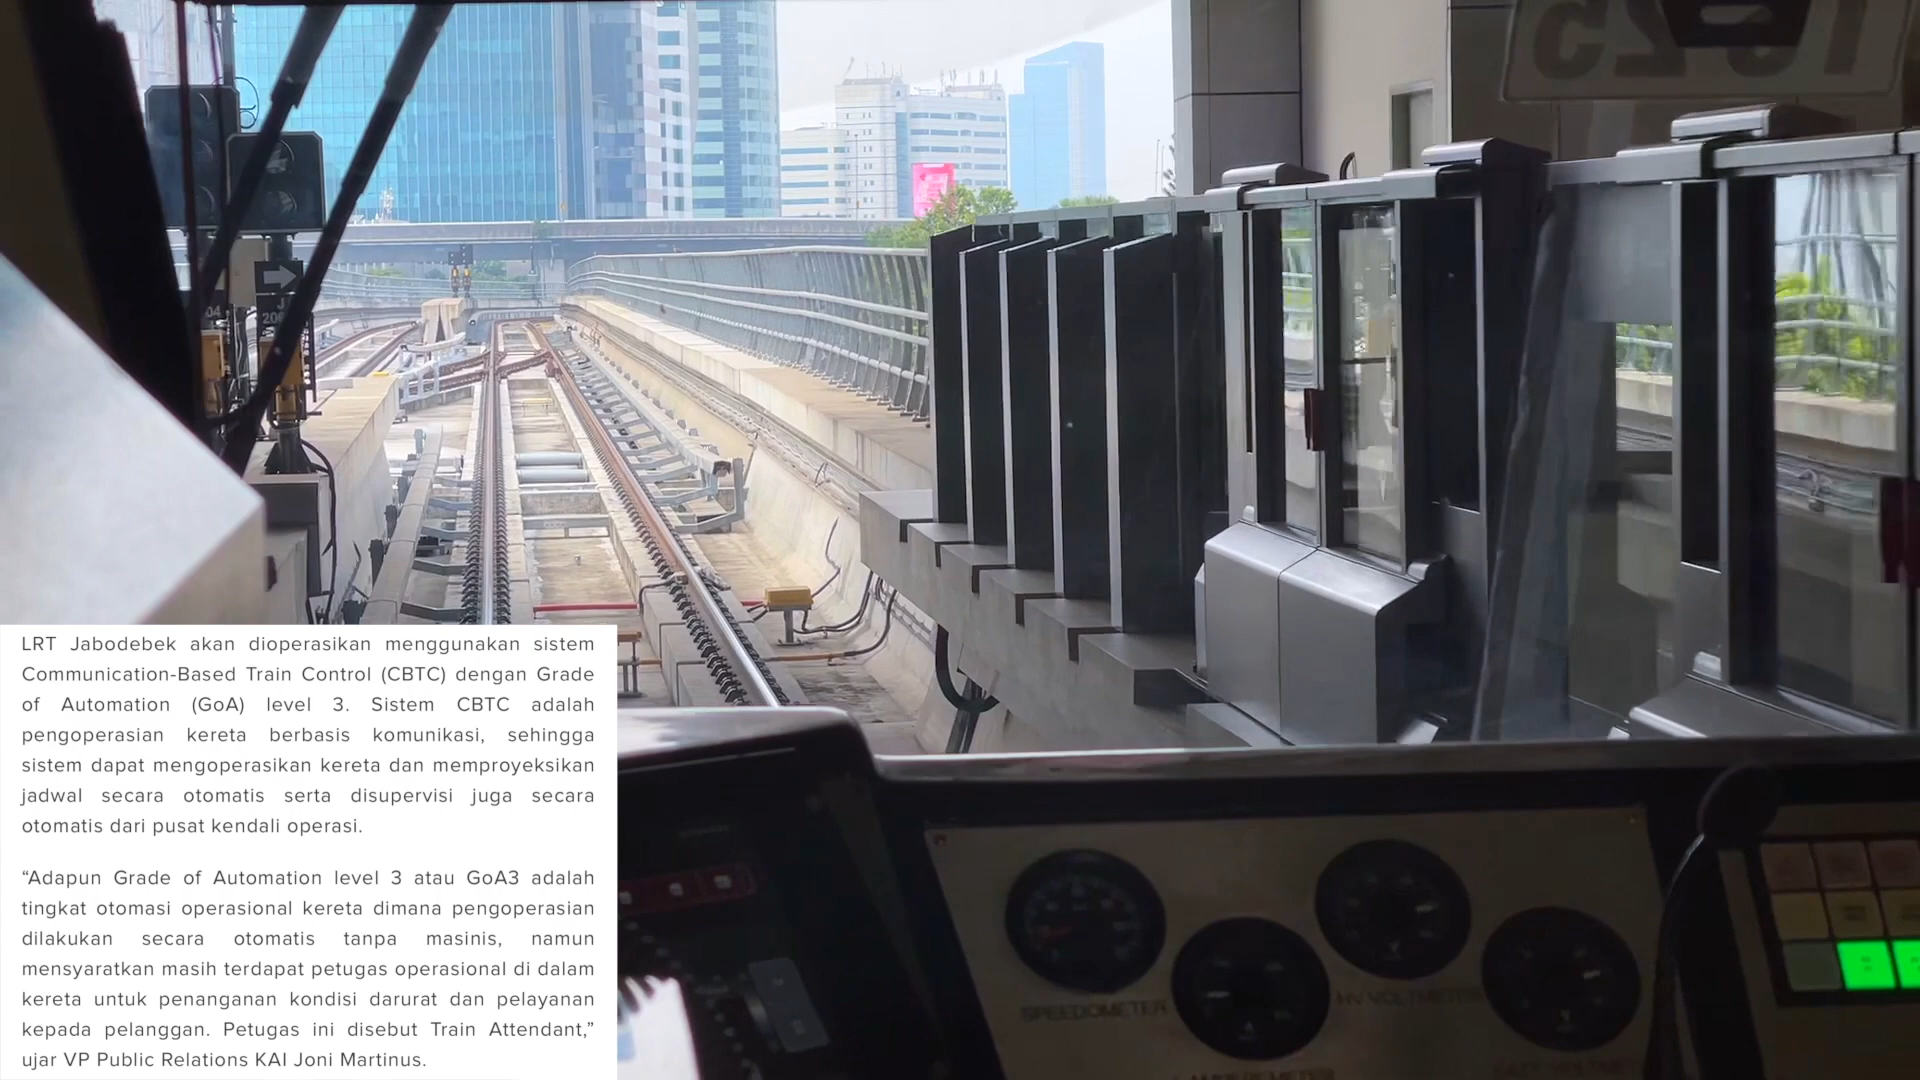 1625
LRT Jabodebek akan dioperasikan menggunakan sistem
Communication-Based Train Control (CBTC) dengan Grade
of Automation (GoA) level 3. Sistem CBTC adalah
pengoperasian kereta berbasis komunikasi, sehingga
sistem dapat mengoperasikan kereta dan memproyeksikan
jadwal secara otomatis serta disupervisi juga secara
otomatis dari pusat kendali operasi.
“Adapun Grade of Automation level 3 atau GoA3 adalah
tingkat otomasi operasional kereta dimana pengoperasian
dilakukan secara otomatis tanpa masinis, namun
mensyaratkan masih terdapat petugas operasional di dalam
kereta untuk penanganan kondisi darurat dan pelayanan
kepada pelanggan. Petugas ini disebut Train Attendant,”
ujar VP Public Relations KAI Joni Martinus.
SPEEDOMETER
HV VOLTMETER